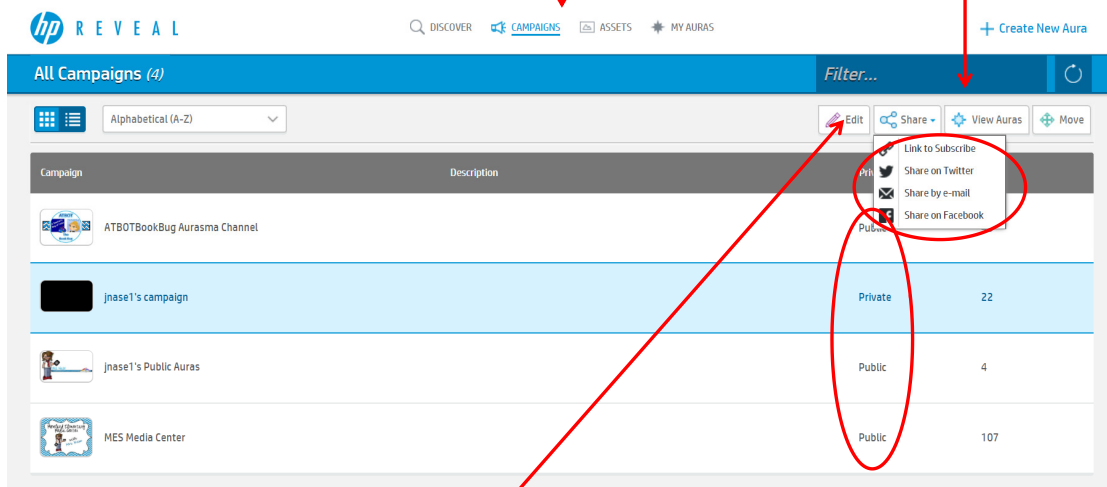 hp REVEAL
DISCOVER CAMPAIGNS ASSETS MY AURAS
+ Create New Aura
All Campaigns (4)
Filter...
Alphabetical (A-Z)
Edit Share View Auras Move
Link to Subscribe
Share on Twitter
Share by e-mail
Share on Facebook
Campaign Description
ATBOTBookBug Aurasma Channel Public
jnase1's campaign Private 22
jnase1's Public Auras Public 4
MES Media Center Public 107